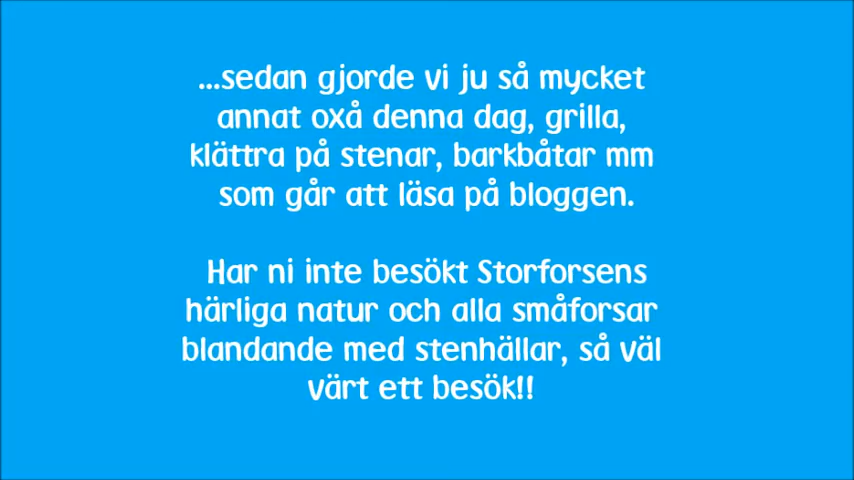 ...sedan gjorde vi ju så mycket
annat oxå denna dag, grilla,
klättra på stenar, barkbåtar mm
som går att läsa på bloggen.
Har ni inte besökt Storforsens
härliga natur och alla småforsar
blandande med stenhällar, så väl
värt ett besök!!